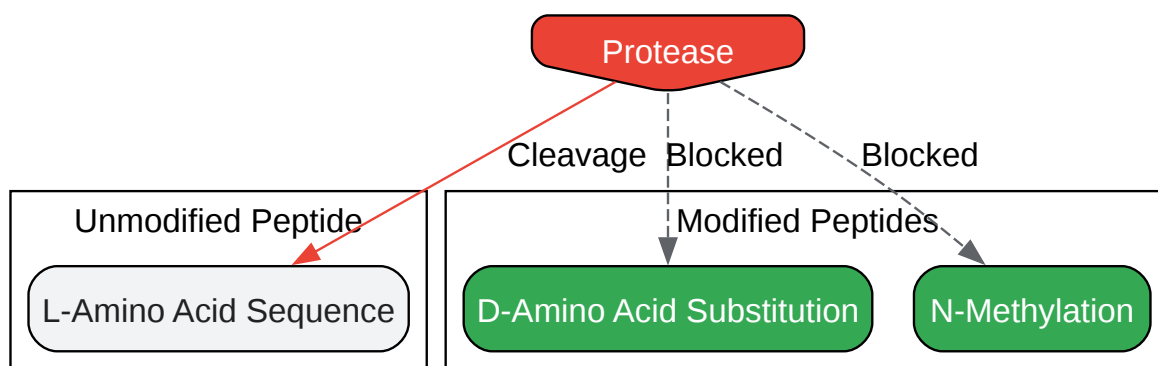 Protease
Cleavage
Blocked
Blocked
Unmodified Peptide
Modified Peptides
L-Amino Acid Sequence
D-Amino Acid Substitution
N-Methylation